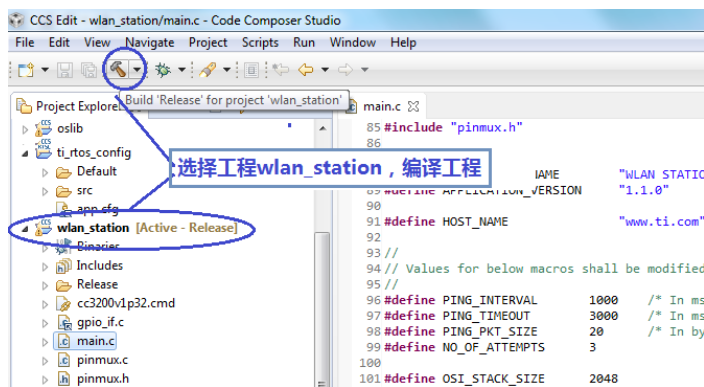 CCS Edit - wlan_station/main.c - Code Composer Studio
File Edit View Navigate Project Scripts Run Window Help
Build 'Release' for project 'wlan_station'
Project Explore
main.c
oslib
ti_rtos_config
Default
src
app.cfg
wlan_station [Active - Release]
Binaries
Includes
Release
cc3200v1p32.cmd
gpio_if.c
main.c
pinmux.c
pinmux.h
选择工程wlan_station，编译工程
85 #include "pinmux.h"
86
NAME "WLAN STATIO
89 #define APPLICATION_VERSION "1.1.0"
90
91 #define HOST_NAME "www.ti.com"
92
93 //
94 // Values for below macros shall be modified
95 //
96 #define PING_INTERVAL 1000 /* In ms
97 #define PING_TIMEOUT 3000 /* In ms
98 #define PING_PKT_SIZE 20 /* In by
99 #define NO_OF_ATTEMPTS 3
100
101 #define OSI_STACK_SIZE 2048